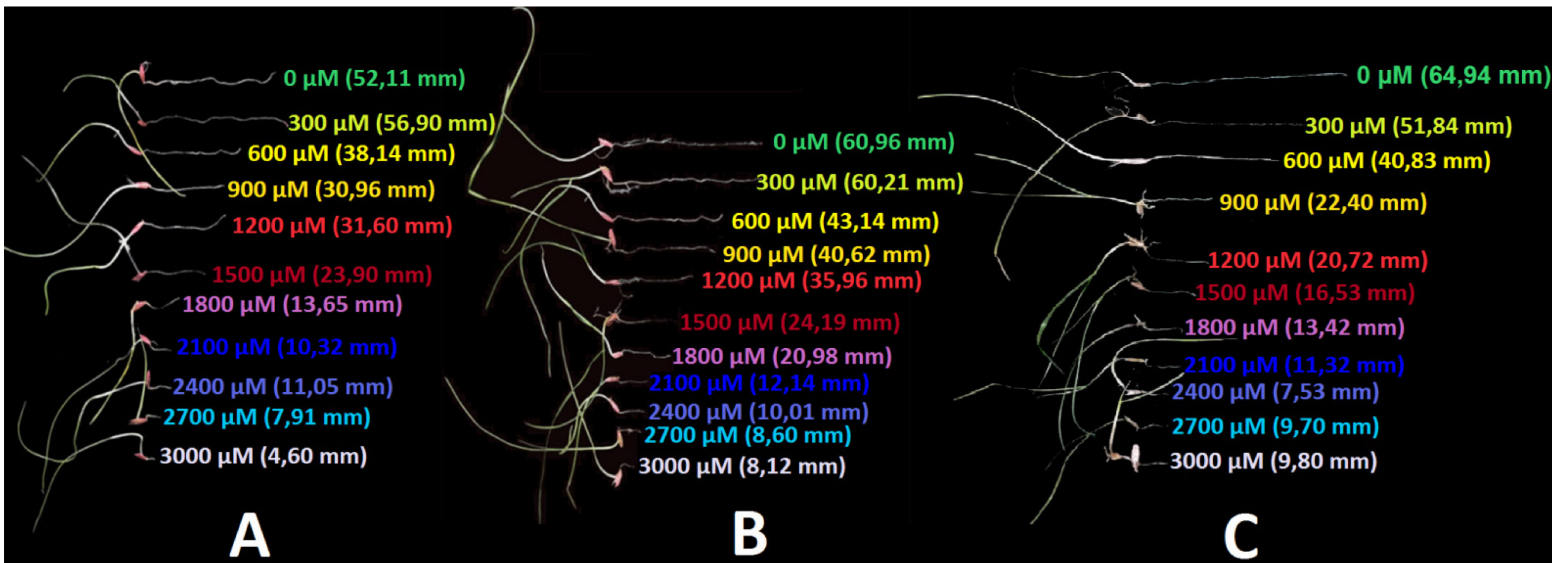 0 µM (52,11 mm)
300 µM (56,90 mm)
600 µM (38,14 mm)
900 µM (30,96 mm)
1200 µM (31,60 mm)
1500 µM (23,90 mm)
1800 µM (13,65 mm)
2100 µM (10,32 mm)
2400 µM (11,05 mm)
2700 µM (7,91 mm)
3000 µM (4,60 mm)
A
0 µM (60,96 mm)
300 µM (60,21 mm)
600 µM (43,14 mm)
900 µM (40,62 mm)
1200 µM (35,96 mm)
1500 µM (24,19 mm)
1800 µM (20,98 mm)
2100 µM (12,14 mm)
2400 µM (10,01 mm)
2700 µM (8,60 mm)
3000 µM (8,12 mm)
B
0 µM (64,94 mm)
300 µM (51,84 mm)
600 µM (40,83 mm)
900 µM (22,40 mm)
1200 µM (20,72 mm)
1500 µM (16,53 mm)
1800 µM (13,42 mm)
2100 µM (11,32 mm)
2400 µM (7,53 mm)
2700 µM (9,70 mm)
3000 µM (9,80 mm)
C